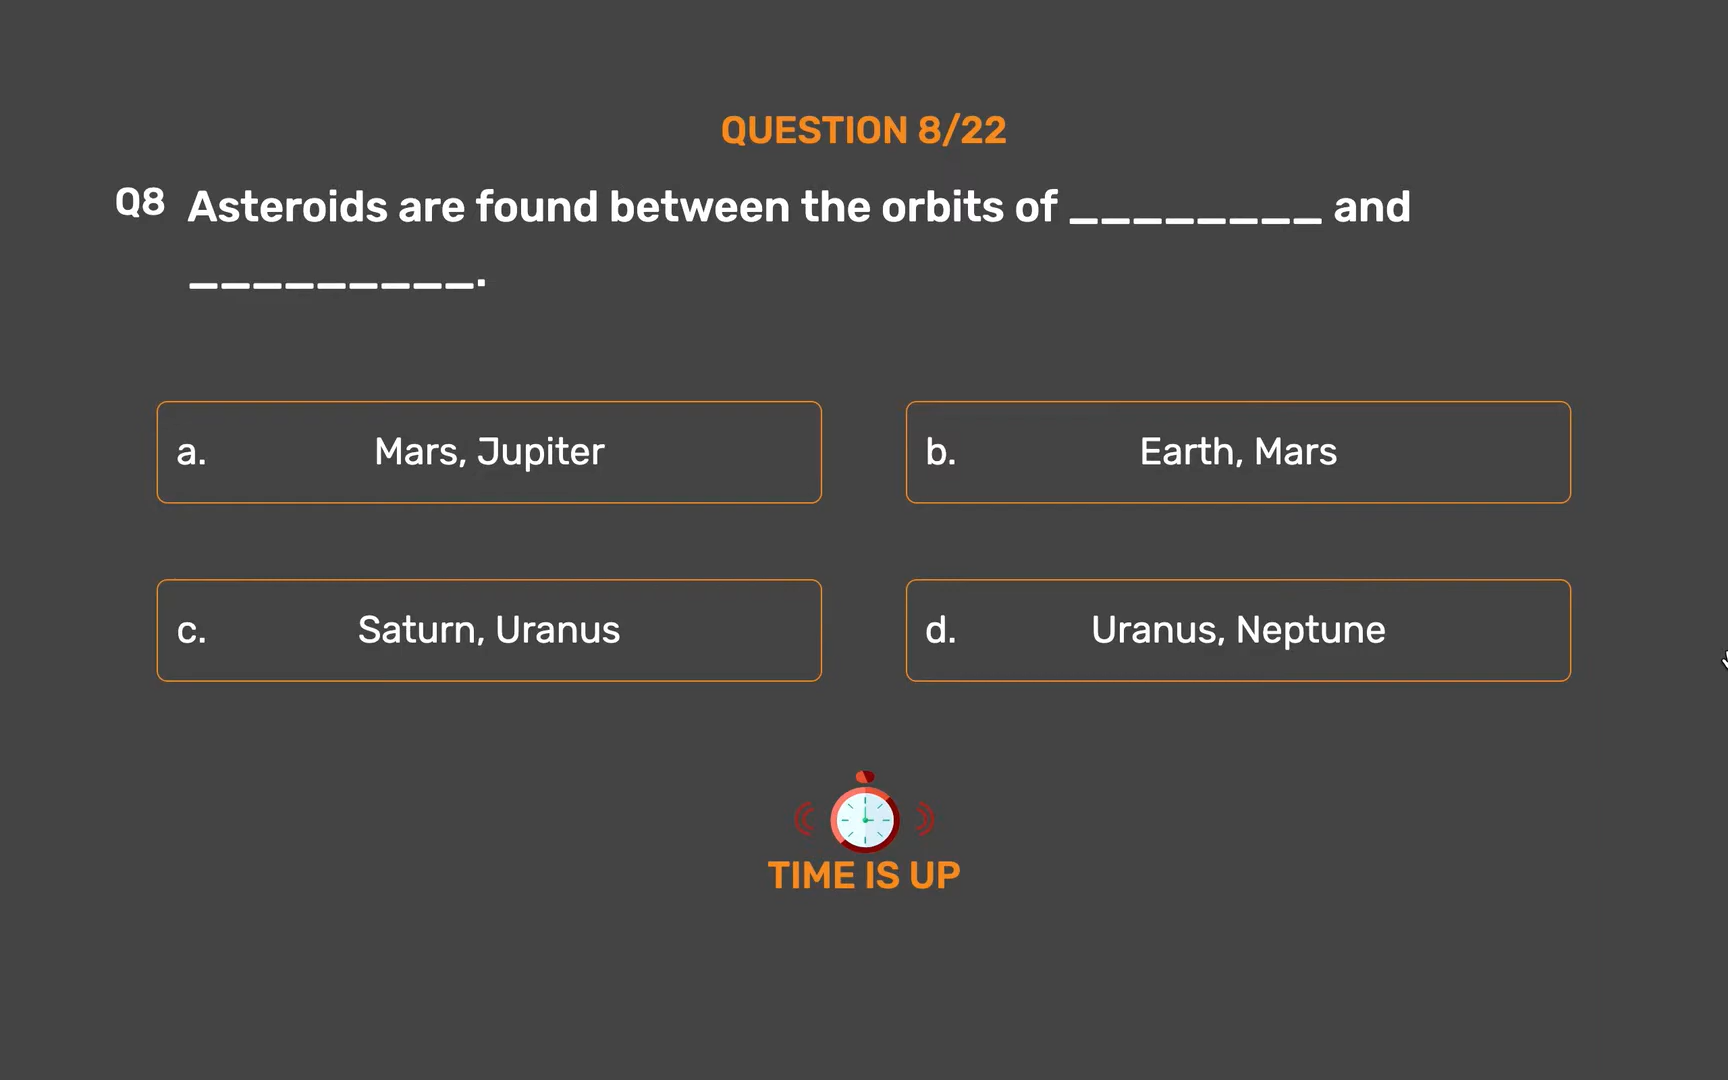 QUESTION 8/22
Q8 Asteroids are found between the orbits of ________ and
_________.
a. Mars, Jupiter
b. Earth, Mars
c. Saturn, Uranus
d. Uranus, Neptune
TIME IS UP